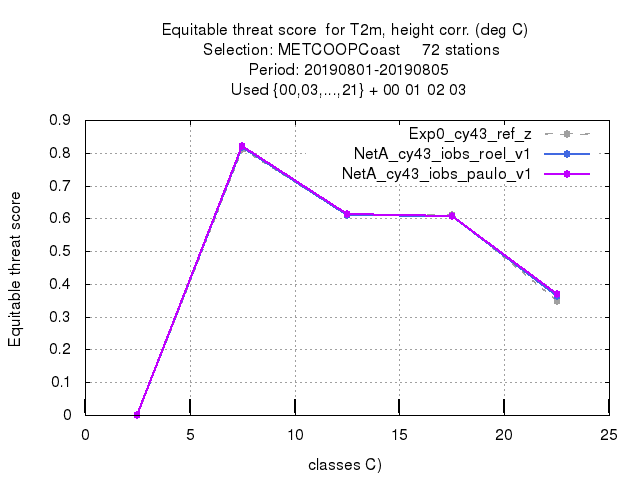 Equitable threat score  for T2m, height corr. (deg C)
Selection: METCOOPCoast     72 stations
Period: 20190801-20190805
Used {00,03,...,21} + 00 01 02 03
Exp0_cy43_ref_z
NetA_cy43_iobs_roel_v1
NetA_cy43_iobs_paulo_v1
Equitable threat score
0.9
0.8
0.7
0.6
0.5
0.4
0.3
0.2
0.1
0
0 5 10 15 20 25
classes C)